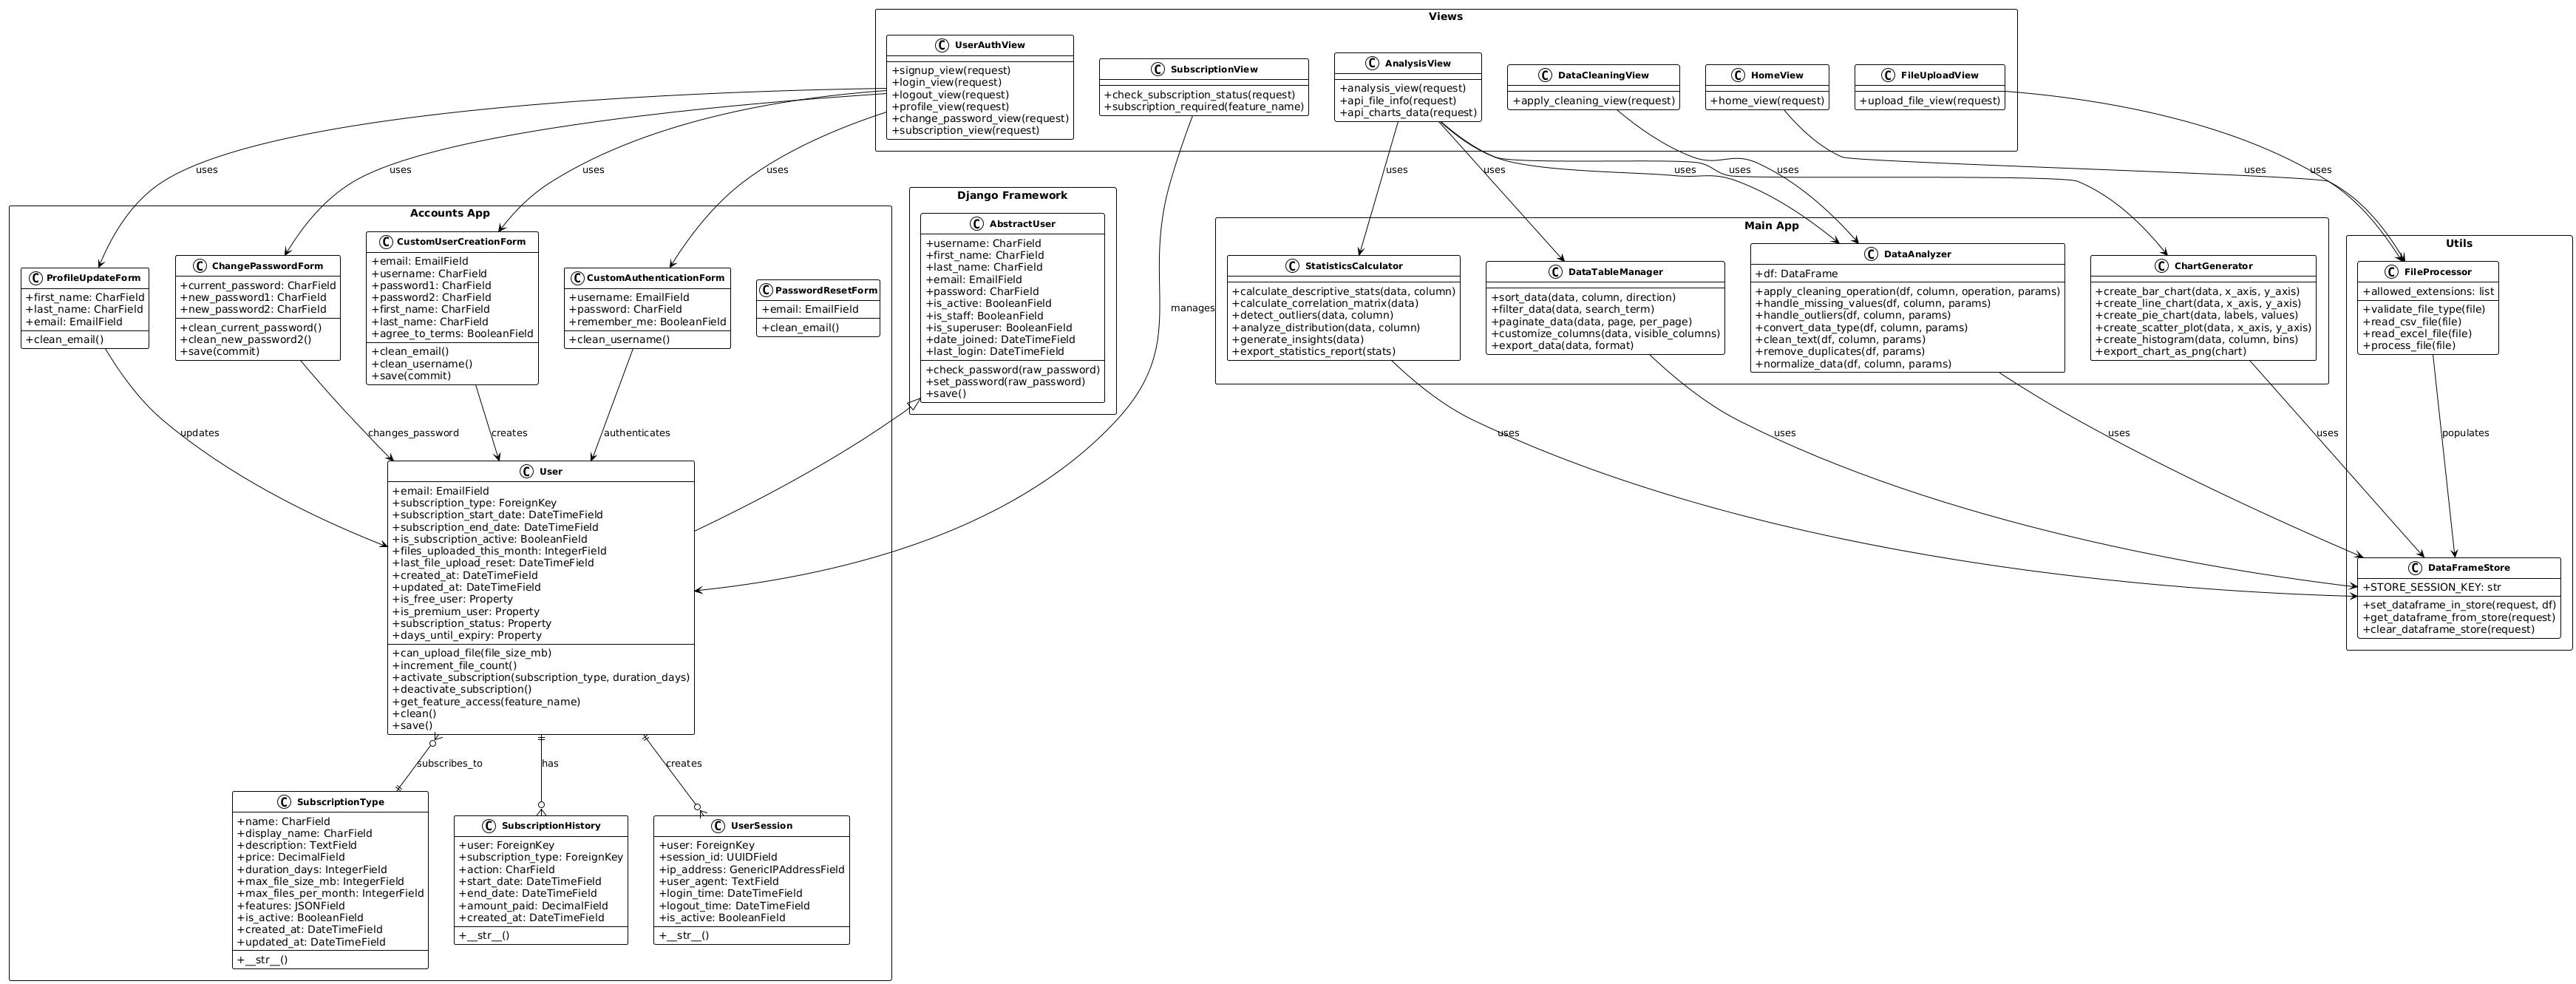 Views
C UserAuthView
+signup_view(request)
+login_view(request)
+logout_view(request)
+profile_view(request)
+change_password_view(request)
+subscription_view(request)
C SubscriptionView
+check_subscription_status(request)
+subscription_required(feature_name)
C AnalysisView
+analysis_view(request)
+api_file_info(request)
+api_charts_data(request)
C DataCleaningView
+apply_cleaning_view(request)
C HomeView
+home_view(request)
C FileUploadView
+upload_file_view(request)
uses
uses
uses
uses
uses
uses
uses
uses
uses
uses
uses
Accounts App
C ProfileUpdateForm
+first_name: CharField
+last_name: CharField
+email: EmailField
+clean_email()
C ChangePasswordForm
+current_password: CharField
+new_password1: CharField
+new_password2: CharField
+clean_current_password()
+clean_new_password2()
+save(commit)
C CustomUserCreationForm
+email: EmailField
+username: CharField
+password1: CharField
+password2: CharField
+first_name: CharField
+last_name: CharField
+agree_to_terms: BooleanField
+clean_email()
+clean_username()
+save(commit)
C CustomAuthenticationForm
+username: EmailField
+password: CharField
+remember_me: BooleanField
+clean_username()
C PasswordResetForm
+email: EmailField
+clean_email()
Django Framework
C AbstractUser
+username: CharField
+first_name: CharField
+last_name: CharField
+email: EmailField
+password: CharField
+is_active: BooleanField
+is_staff: BooleanField
+is_superuser: BooleanField
+date_joined: DateTimeField
+last_login: DateTimeField
+check_password(raw_password)
+set_password(raw_password)
+save()
manages
Main App
C StatisticsCalculator
+calculate_descriptive_stats(data, column)
+calculate_correlation_matrix(data)
+detect_outliers(data, column)
+analyze_distribution(data, column)
+generate_insights(data)
+export_statistics_report(stats)
C DataTableManager
+sort_data(data, column, direction)
+filter_data(data, search_term)
+paginate_data(data, page, per_page)
+customize_columns(data, visible_columns)
+export_data(data, format)
C DataAnalyzer
+df: DataFrame
+apply_cleaning_operation(df, column, operation, params)
+handle_missing_values(df, column, params)
+handle_outliers(df, column, params)
+convert_data_type(df, column, params)
+clean_text(df, column, params)
+remove_duplicates(df, params)
+normalize_data(df, column, params)
C ChartGenerator
+create_bar_chart(data, x_axis, y_axis)
+create_line_chart(data, x_axis, y_axis)
+create_pie_chart(data, labels, values)
+create_scatter_plot(data, x_axis, y_axis)
+create_histogram(data, column, bins)
+export_chart_as_png(chart)
Utils
C FileProcessor
+allowed_extensions: list
+validate_file_type(file)
+read_csv_file(file)
+read_excel_file(file)
+process_file(file)
updates
changes_password
creates
authenticates
uses
uses
uses
uses
populates
C User
+email: EmailField
+subscription_type: ForeignKey
+subscription_start_date: DateTimeField
+subscription_end_date: DateTimeField
+is_subscription_active: BooleanField
+files_uploaded_this_month: IntegerField
+last_file_upload_reset: DateTimeField
+created_at: DateTimeField
+updated_at: DateTimeField
+is_free_user: Property
+is_premium_user: Property
+subscription_status: Property
+days_until_expiry: Property
+can_upload_file(file_size_mb)
+increment_file_count()
+activate_subscription(subscription_type, duration_days)
+deactivate_subscription()
+get_feature_access(feature_name)
+clean()
+save()
C DataFrameStore
+STORE_SESSION_KEY: str
+set_dataframe_in_store(request, df)
+get_dataframe_from_store(request)
+clear_dataframe_store(request)
subscribes_to
has
creates
C SubscriptionType
+name: CharField
+display_name: CharField
+description: TextField
+price: DecimalField
+duration_days: IntegerField
+max_file_size_mb: IntegerField
+max_files_per_month: IntegerField
+features: JSONField
+is_active: BooleanField
+created_at: DateTimeField
+updated_at: DateTimeField
+__str__()
C SubscriptionHistory
+user: ForeignKey
+subscription_type: ForeignKey
+action: CharField
+start_date: DateTimeField
+end_date: DateTimeField
+amount_paid: DecimalField
+created_at: DateTimeField
+__str__()
C UserSession
+user: ForeignKey
+session_id: UUIDField
+ip_address: GenericIPAddressField
+user_agent: TextField
+login_time: DateTimeField
+logout_time: DateTimeField
+is_active: BooleanField
+__str__()